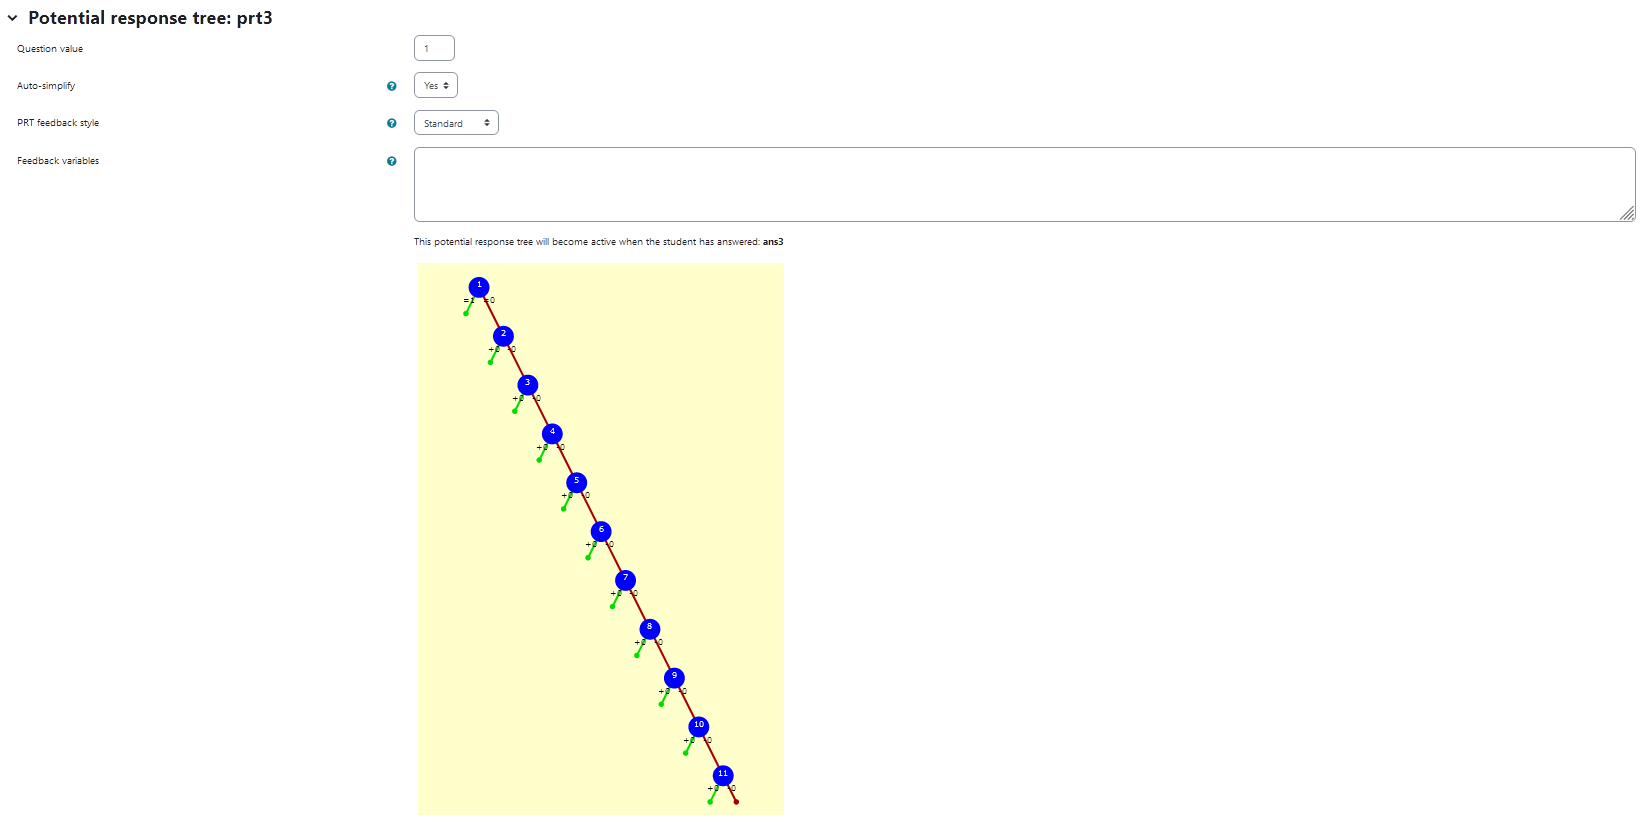 Potential response tree: prt3
Question value
1
Auto-simplify
Yes
PRT feedback style
Standard
Feedback variables
This potential response tree will become active when the student has answered: ans3
1
=1 =0
2
+0 -0
3
+0 -0
4
+0 -0
5
+0 -0
6
+0 -0
7
+0 -0
8
+0 -0
9
+0 -0
10
+0 -0
11
+0 -0